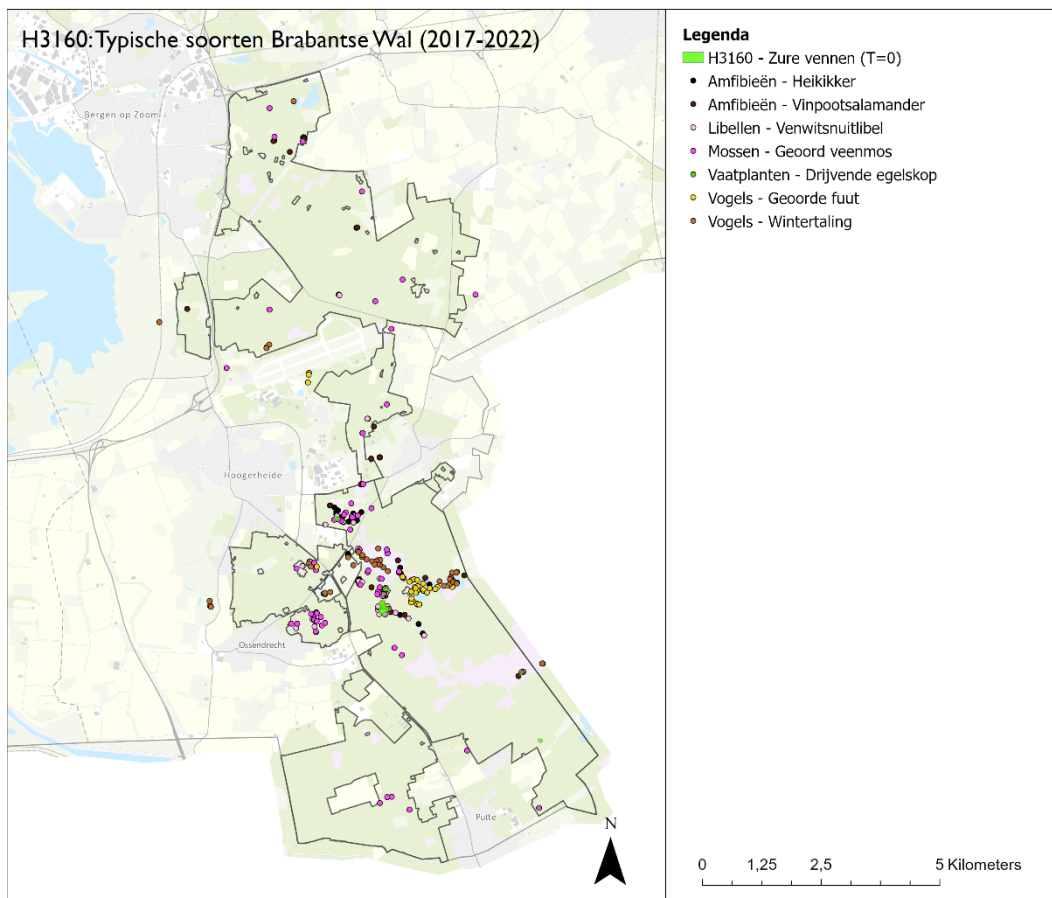 H3160: Typische soorten Brabantse Wal (2017-2022)
Bergen op Zoom
Hoogerheide
Ossendrecht
Putte
N
Legenda
H3160 - Zure vennen (T=0)
Amfibieën - Heikikker
Amfibieën - Vinpootsalamander
Libellen - Venwitsnuitlibel
Mossen - Geoord veenmos
Vaatplanten - Drijvende egelskop
Vogels - Geoorde fuut
Vogels - Wintertaling
0 1,25 2,5 5 Kilometers